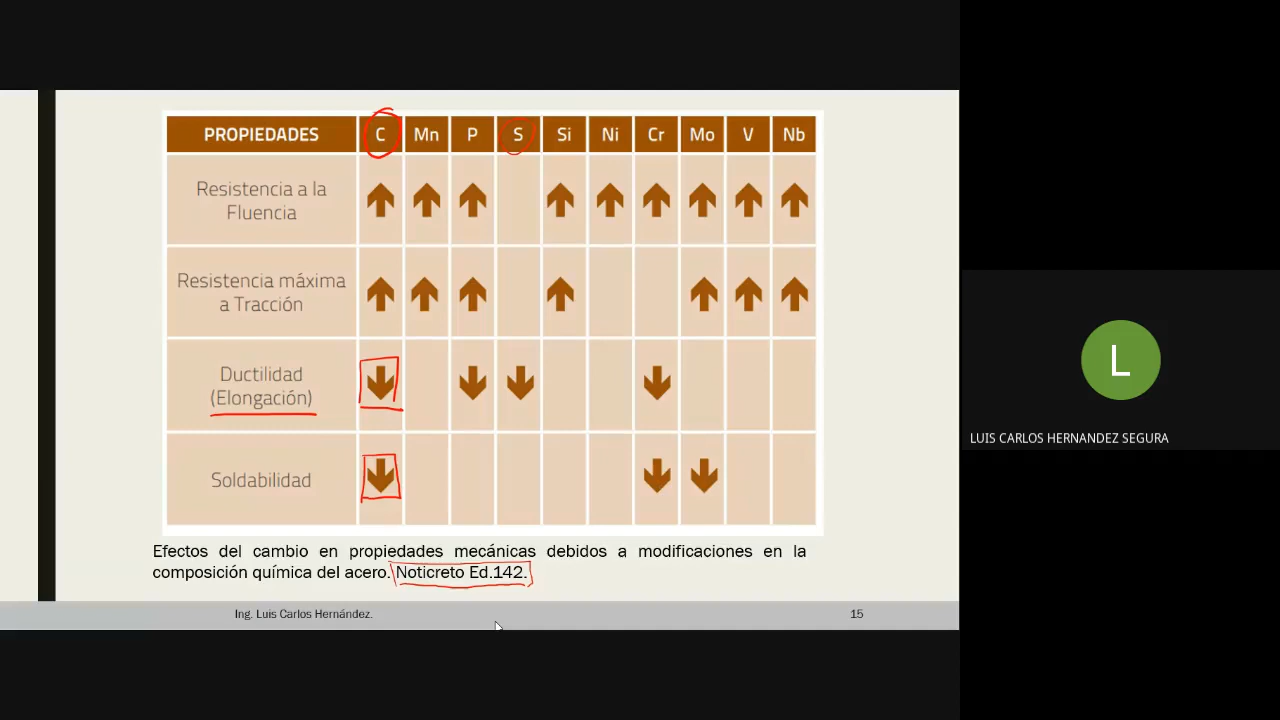 PROPIEDADES C Mn P S Si Ni Cr Mo V Nb
Resistencia a la
Fluencia
Resistencia máxima
a Tracción
Ductilidad
(Elongación)
Soldabilidad
Efectos del cambio en propiedades mecánicas debidos a modificaciones en la
composición química del acero. Noticreto Ed.142.
Ing. Luis Carlos Hernández.
15
L
LUIS CARLOS HERNANDEZ SEGURA